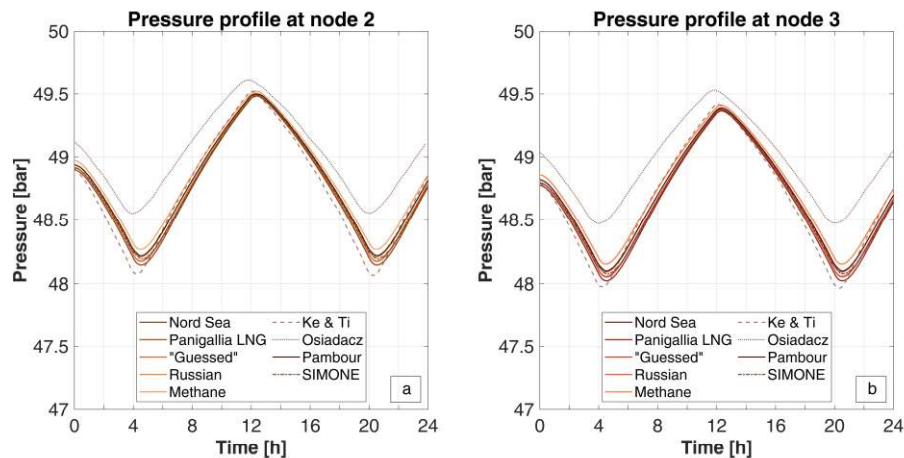 Pressure profile at node 2
Pressure [bar]
50
49.5
49
48.5
48
47.5
47
Nord Sea
Panigallia LNG
"Guessed"
Russian
Methane
Ke & Ti
Osiadacz
Pambour
SIMONE
a
0 4 8 12 16 20 24
Time [h]
Pressure profile at node 3
Pressure [bar]
50
49.5
49
48.5
48
47.5
47
Nord Sea
Panigallia LNG
"Guessed"
Russian
Methane
Ke & Ti
Osiadacz
Pambour
SIMONE
b
0 4 8 12 16 20 24
Time [h]